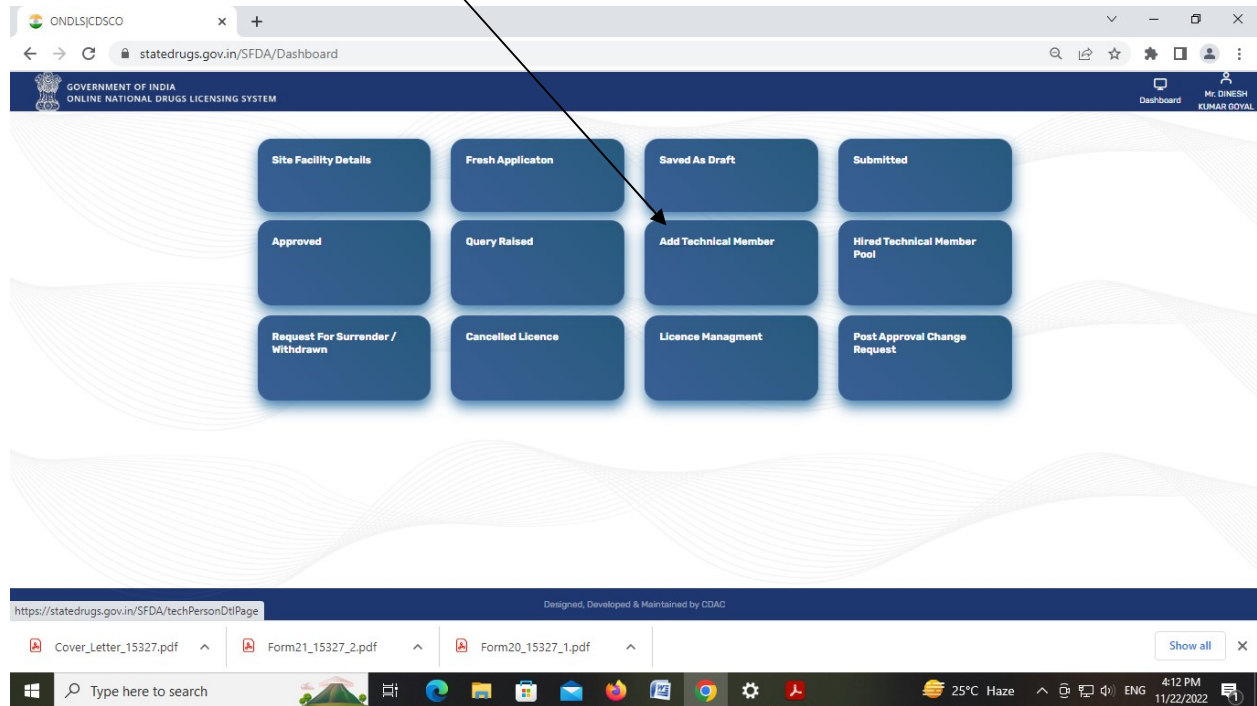 ONDLS|CDSCO
statedrugs.gov.in/SFDA/Dashboard
GOVERNMENT OF INDIA
ONLINE NATIONAL DRUGS LICENSING SYSTEM
Dashboard
Mr. DINESH
KUMAR GOYAL
Site Facility Details
Fresh Applicaton
Saved As Draft
Submitted
Approved
Query Raised
Add Technical Member
Hired Technical Member
Pool
Request For Surrender /
Withdrawn
Cancelled Licence
Licence Managment
Post Approval Change
Request
Designed, Developed & Maintained by CDAC
https://statedrugs.gov.in/SFDA/techPersonDtlPage
Cover_Letter_15327.pdf
Form21_15327_2.pdf
Form20_15327_1.pdf
Show all
Type here to search
25°C Haze
ENG
4:12 PM
11/22/2022
1